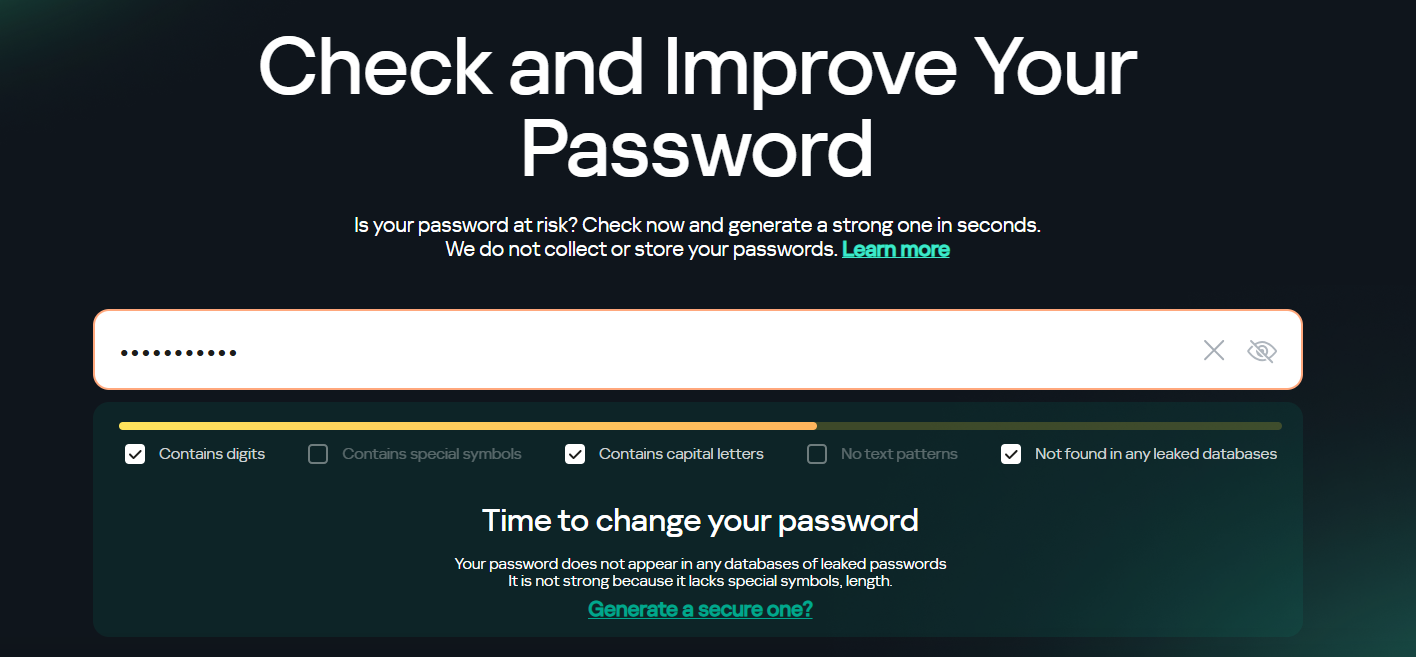 Check and Improve Your
Password
Is your password at risk? Check now and generate a strong one in seconds.
We do not collect or store your passwords. Learn more
•••••••••••
Contains digits Contains special symbols Contains capital letters No text patterns Not found in any leaked databases
Time to change your password
Your password does not appear in any databases of leaked passwords
It is not strong because it lacks special symbols, length.
Generate a secure one?